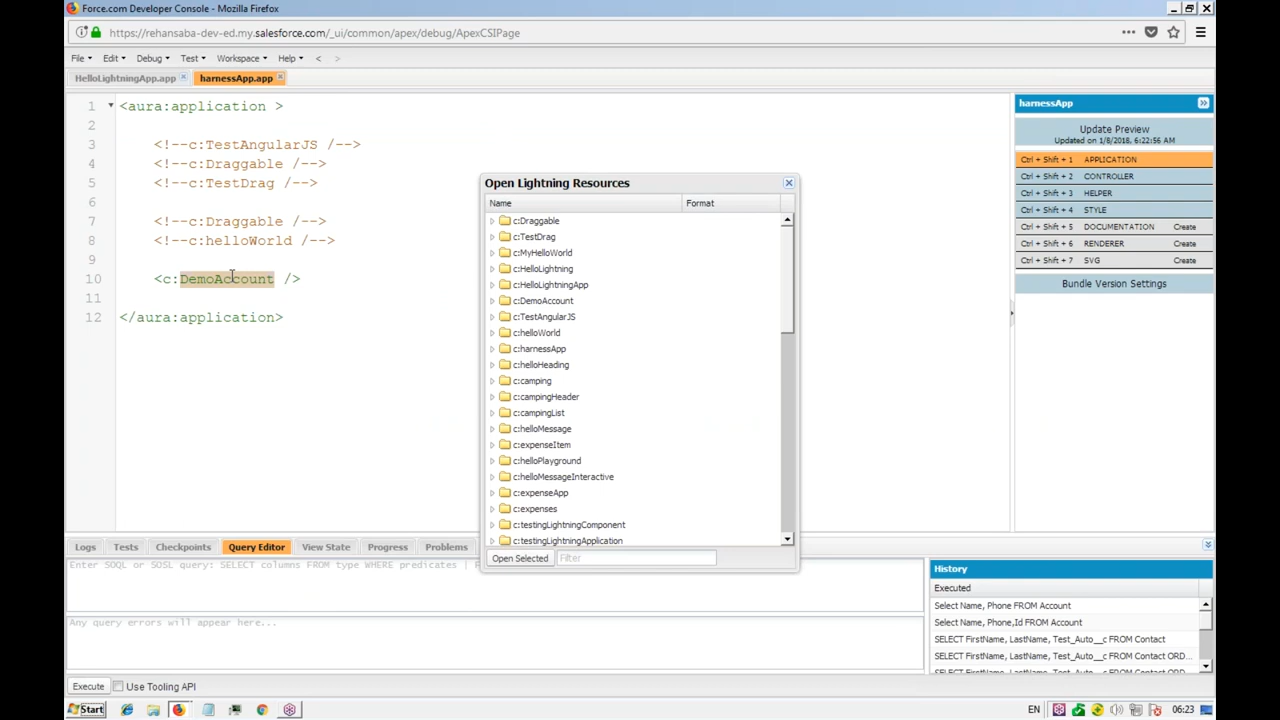 Force.com Developer Console - Mozilla Firefox
https://rehansaba-dev-ed.my.salesforce.com/_ui/common/apex/debug/ApexCSIPage
File Edit Debug Test Workspace Help < >
HelloLightningApp.app harnessApp.app
1 <aura:application >
2
3 <!--c:TestAngularJS /-->
4 <!--c:Draggable /-->
5 <!--c:TestDrag /-->
6
7 <!--c:Draggable /-->
8 <!--c:helloWorld /-->
9
10 <c:DemoAccount />
11
12 </aura:application>
Open Lightning Resources
Name Format
c:Draggable
c:TestDrag
c:MyHelloWorld
c:HelloLightning
c:HelloLightningApp
c:DemoAccount
c:TestAngularJS
c:helloWorld
c:harnessApp
c:helloHeading
c:camping
c:campingHeader
c:campingList
c:helloMessage
c:expenseItem
c:helloPlayground
c:helloMessageInteractive
c:expenseApp
c:expenses
c:testingLightningComponent
c:testingLightningApplication
Open Selected Filter
harnessApp
Update Preview
Updated on 1/8/2018, 6:22:56 AM
Ctrl + Shift + 1 APPLICATION
Ctrl + Shift + 2 CONTROLLER
Ctrl + Shift + 3 HELPER
Ctrl + Shift + 4 STYLE
Ctrl + Shift + 5 DOCUMENTATION Create
Ctrl + Shift + 6 RENDERER Create
Ctrl + Shift + 7 SVG Create
Bundle Version Settings
Logs Tests Checkpoints Query Editor View State Progress Problems
Enter SOQL or SOSL query: SELECT columns FROM type WHERE predicates |
Any query errors will appear here...
History
Executed
Select Name, Phone FROM Account
Select Name, Phone,Id FROM Account
SELECT FirstName, LastName, Test_Auto__c FROM Contact
SELECT FirstName, LastName, Test_Auto__c FROM Contact ORD...
Execute Use Tooling API
Start EN 06:23